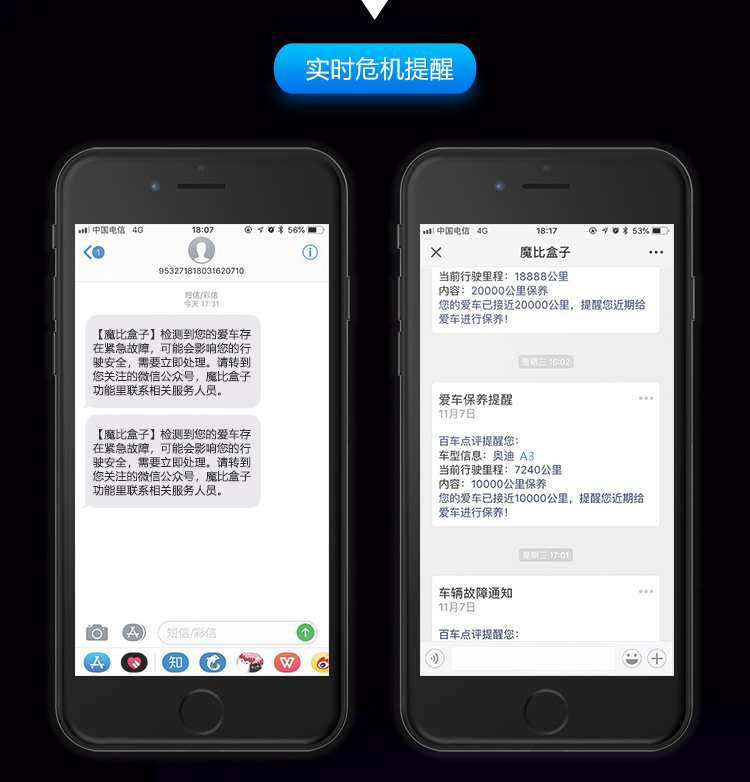 实时危机提醒
中国电信 4G 18:07 56%
1
953271818031620710
短信/彩信
今天 17:31
【魔比盒子】检测到您的爱车存
在紧急故障，可能会影响您的行
驶安全，需要立即处理。请转到
您关注的微信公众号，魔比盒子
功能里联系相关服务人员。
【魔比盒子】检测到您的爱车存
在紧急故障，可能会影响您的行
驶安全，需要立即处理。请转到
您关注的微信公众号，魔比盒子
功能里联系相关服务人员。
短信/彩信
知
中国电信 4G 18:17 53%
魔比盒子
当前行驶里程：18888公里
内容：20000公里保养
您的爱车已接近20000公里，提醒您近期给
爱车进行保养！
星期三 16:02
爱车保养提醒
11月7日
百车点评提醒您：
车型信息：奥迪 A3
当前行驶里程：7240公里
内容：10000公里保养
您的爱车已接近10000公里，提醒您近期给
爱车进行保养！
星期三 17:01
车辆故障通知
11月7日
百车点评提醒您：